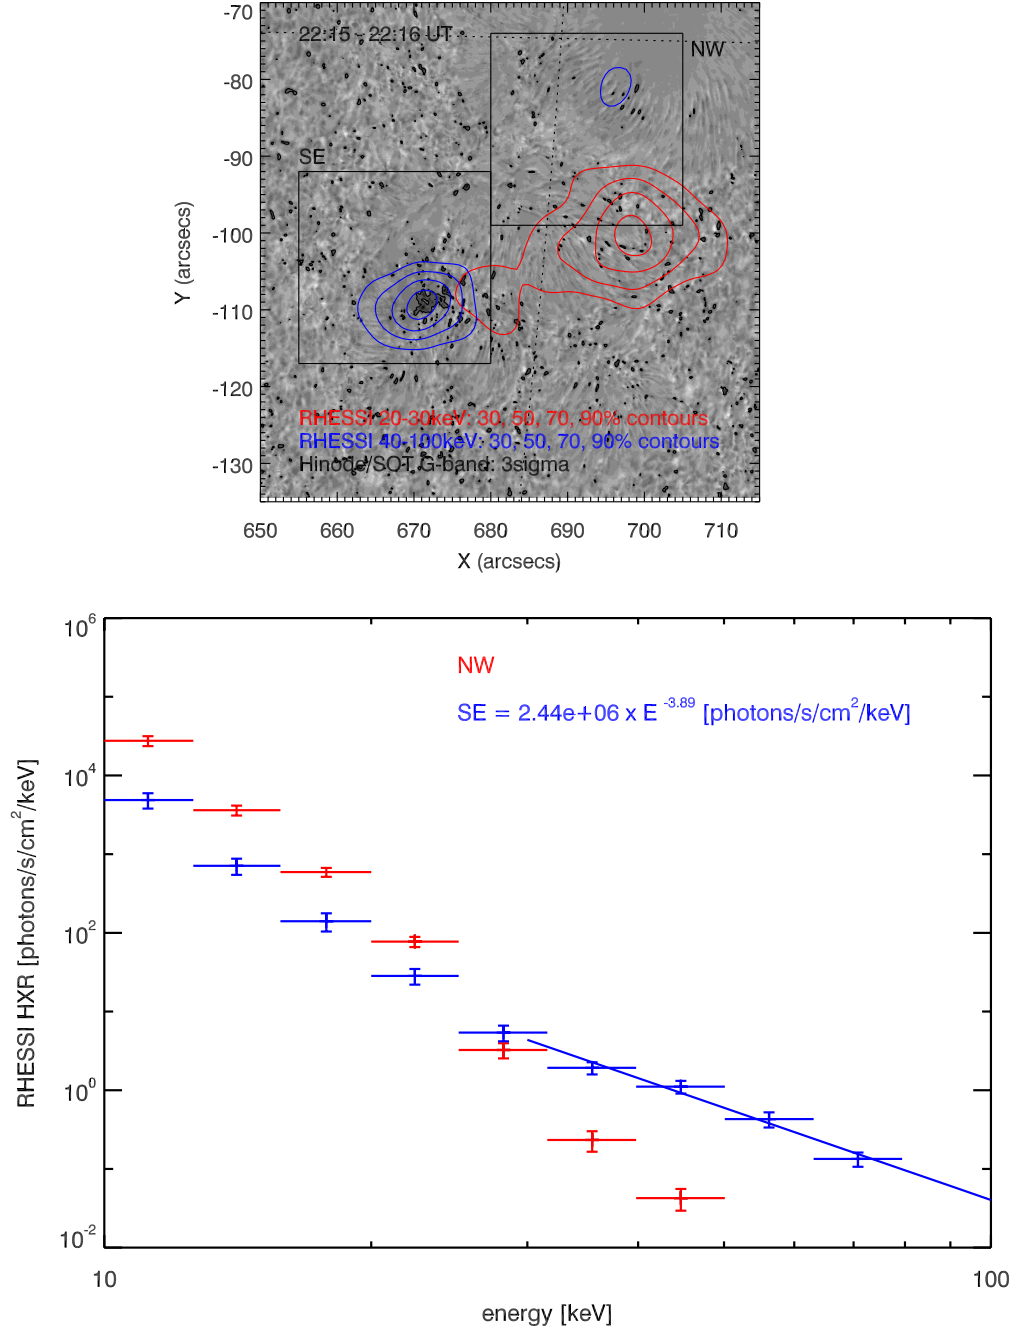 -70
22:15 - 22:16 UT
NW
-80
-90
SE
-100
Y (arcsecs)
-110
-120
RHESSI 20-30keV: 30, 50, 70, 90% contours
RHESSI 40-100keV: 30, 50, 70, 90% contours
Hinode/SOT G-band: 3sigma
-130
650 660 670 680 690 700 710
X (arcsecs)
10^6
NW
SE = 2.44e+06 x E^-3.89 [photons/s/cm^2/keV]
10^4
10^2
RHESSI HXR [photons/s/cm^2/keV]
10^0
10^-2
10 100
energy [keV]